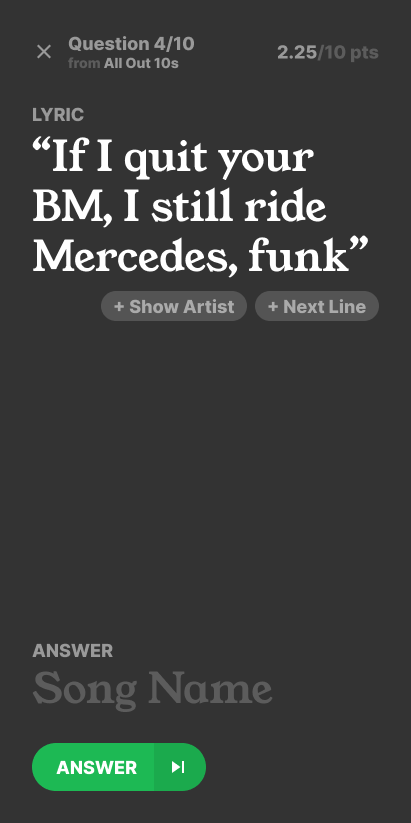 Question 4/10
from All Out 10s
2.25/10 pts
LYRIC
“If I quit your
BM, I still ride
Mercedes, funk”
+ Show Artist
+ Next Line
ANSWER
Song Name
ANSWER